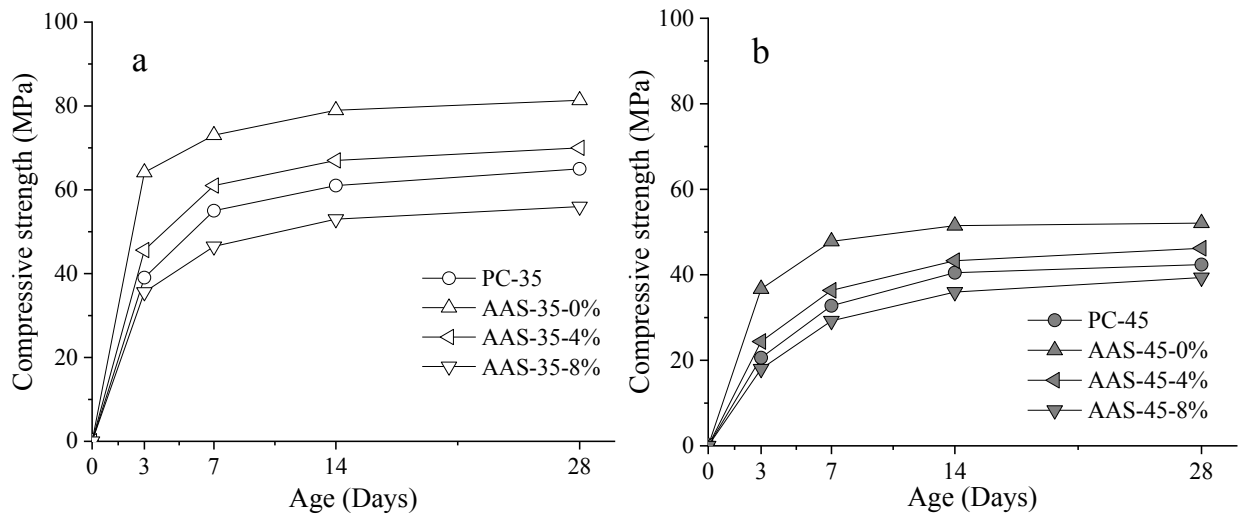 a
Compressive strength (MPa)
100
80
60
40
20
0
PC-35
AAS-35-0%
AAS-35-4%
AAS-35-8%
0 3 7 14 28
Age (Days)
b
Compressive strength (MPa)
100
80
60
40
20
0
PC-45
AAS-45-0%
AAS-45-4%
AAS-45-8%
0 3 7 14 28
Age (Days)